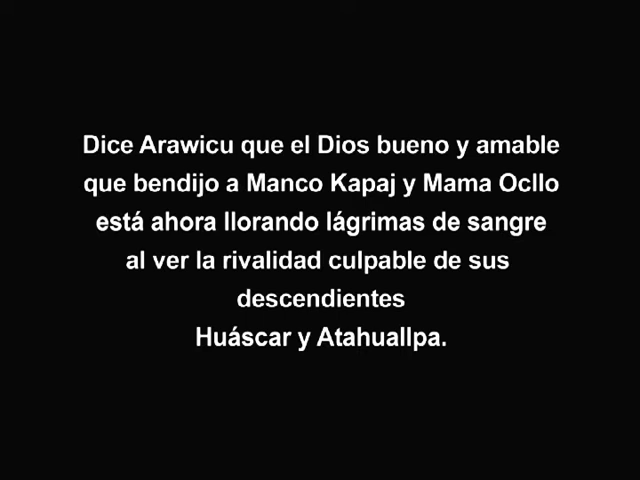 Dice Arawicu que el Dios bueno y amable
que bendijo a Manco Kapaj y Mama Ocllo
está ahora llorando lágrimas de sangre
al ver la rivalidad culpable de sus
descendientes
Huáscar y Atahuallpa.